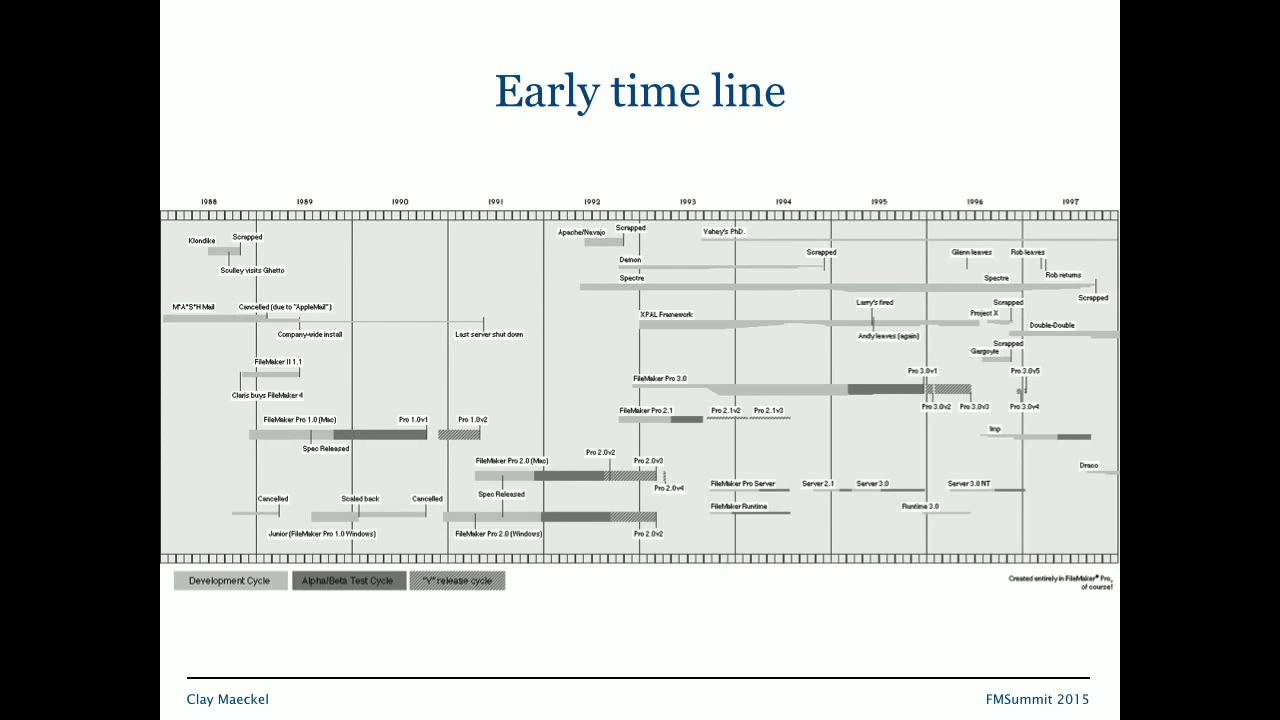 Early time line
1988 1989 1990 1991 1992 1993 1994 1995 1996 1997
Klondike
Scrapped
Sculley visits Ghetto
Apache/Navajo
Scrapped
Vahey's PhD.
Demon
Scrapped
Glenn leaves
Rob leaves
Rob returns
Spectre
Spectre
Scrapped
M*A*S*H Mail
Cancelled (due to "AppleMail")
Company-wide install
Last server shut down
XPAL Framework
Larry's fired
Andy leaves (again)
Project X
Scrapped
Double-Double
Scrapped
Gargoyle
FileMaker II 1.1
Claris buys FileMaker 4
FileMaker Pro 3.0
Pro 3.0v1
Pro 3.0v5
Pro 3.0v2
Pro 3.0v3
Pro 3.0v4
FileMaker Pro 1.0 (Mac)
Pro 1.0v1
Pro 1.0v2
Spec Released
FileMaker Pro 2.1
Pro 2.1v2
Pro 2.1v3
Imp
FileMaker Pro 2.0 (Mac)
Pro 2.0v2
Pro 2.0v3
Pro 2.0v4
Draco
Spec Released
FileMaker Pro Server
Server 2.1
Server 3.0
Server 3.0 NT
Cancelled
Scaled back
Cancelled
FileMaker Runtime
Runtime 3.0
Junior (FileMaker Pro 1.0 Windows)
FileMaker Pro 2.0 (Windows)
Pro 2.0v2
Development Cycle
Alpha/Beta Test Cycle
"V" release cycle
Created entirely in FileMaker® Pro,
of course!
Clay Maeckel
FMSummit 2015